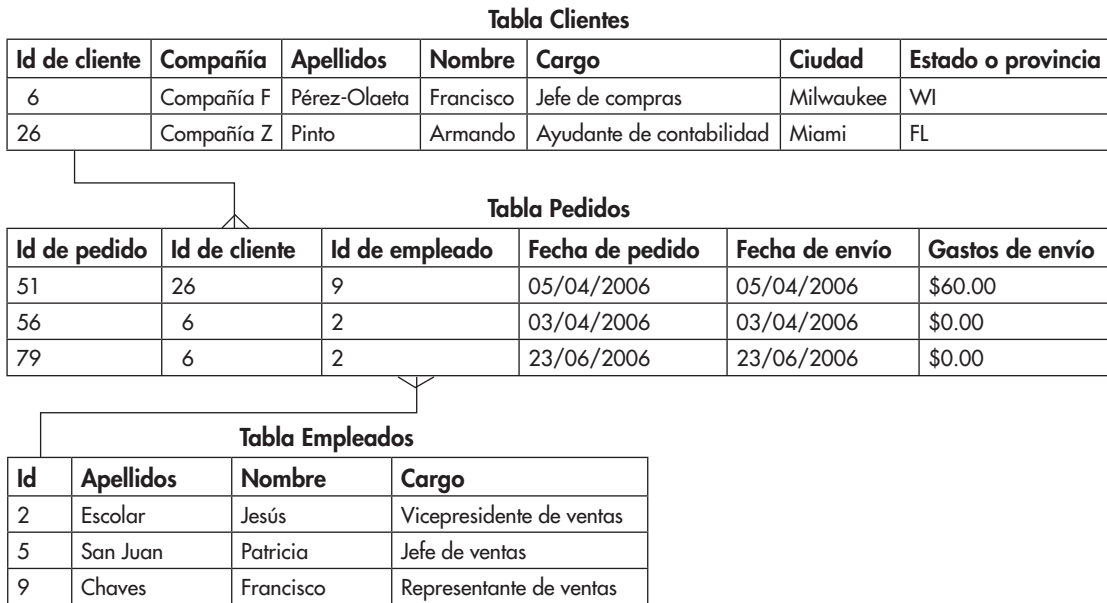 Tabla Clientes
Id de cliente Compañía Apellidos Nombre Cargo Ciudad Estado o provincia
6 Compañía F Pérez-Olaeta Francisco Jefe de compras Milwaukee WI
26 Compañía Z Pinto Armando Ayudante de contabilidad Miami FL
Tabla Pedidos
Id de pedido Id de cliente Id de empleado Fecha de pedido Fecha de envío Gastos de envío
51 26 9 05/04/2006 05/04/2006 $60.00
56 6 2 03/04/2006 03/04/2006 $0.00
79 6 2 23/06/2006 23/06/2006 $0.00
Tabla Empleados
Id Apellidos Nombre Cargo
2 Escolar Jesús Vicepresidente de ventas
5 San Juan Patricia Jefe de ventas
9 Chaves Francisco Representante de ventas